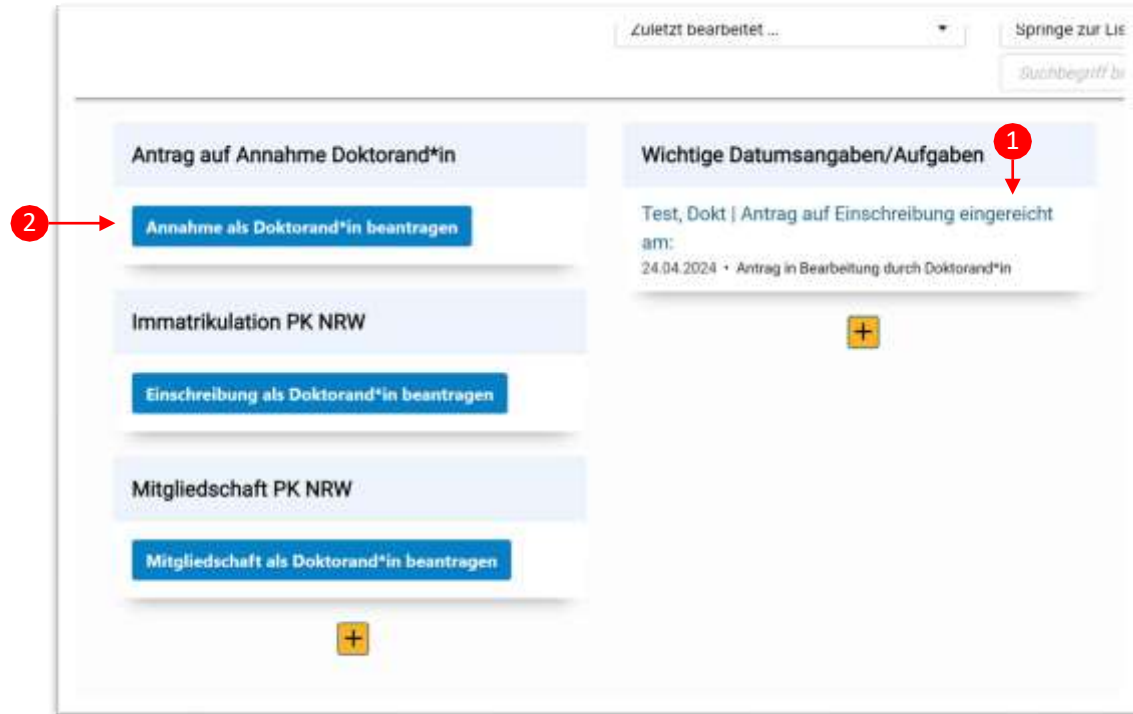 Zuletzt bearbeitet ...
Springe zur Lis
Suchbegriff
Antrag auf Annahme Doktorand*in
2
Annahme als Doktorand*in beantragen
Immatrikulation PK NRW
Einschreibung als Doktorand*in beantragen
Mitgliedschaft PK NRW
Mitgliedschaft als Doktorand*in beantragen
+
1
Wichtige Datumsangaben/Aufgaben
Test, Dokt | Antrag auf Einschreibung eingereicht
am:
24.04.2024 • Antrag in Bearbeitung durch Doktorand*in
+